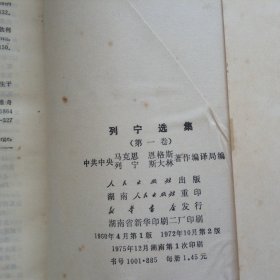 列宁选集
(第一卷)
中共中央 马克思 恩格斯 著作编译局编
列宁 斯大林
人民出版社 出版
湖南人民出版社 重印
新华书店 发行
湖南省新华印刷二厂印刷
1960年4月第1版 1972年10月第2版
1975年12月湖南第1次印刷
书号 1001·885 每册 1.45元